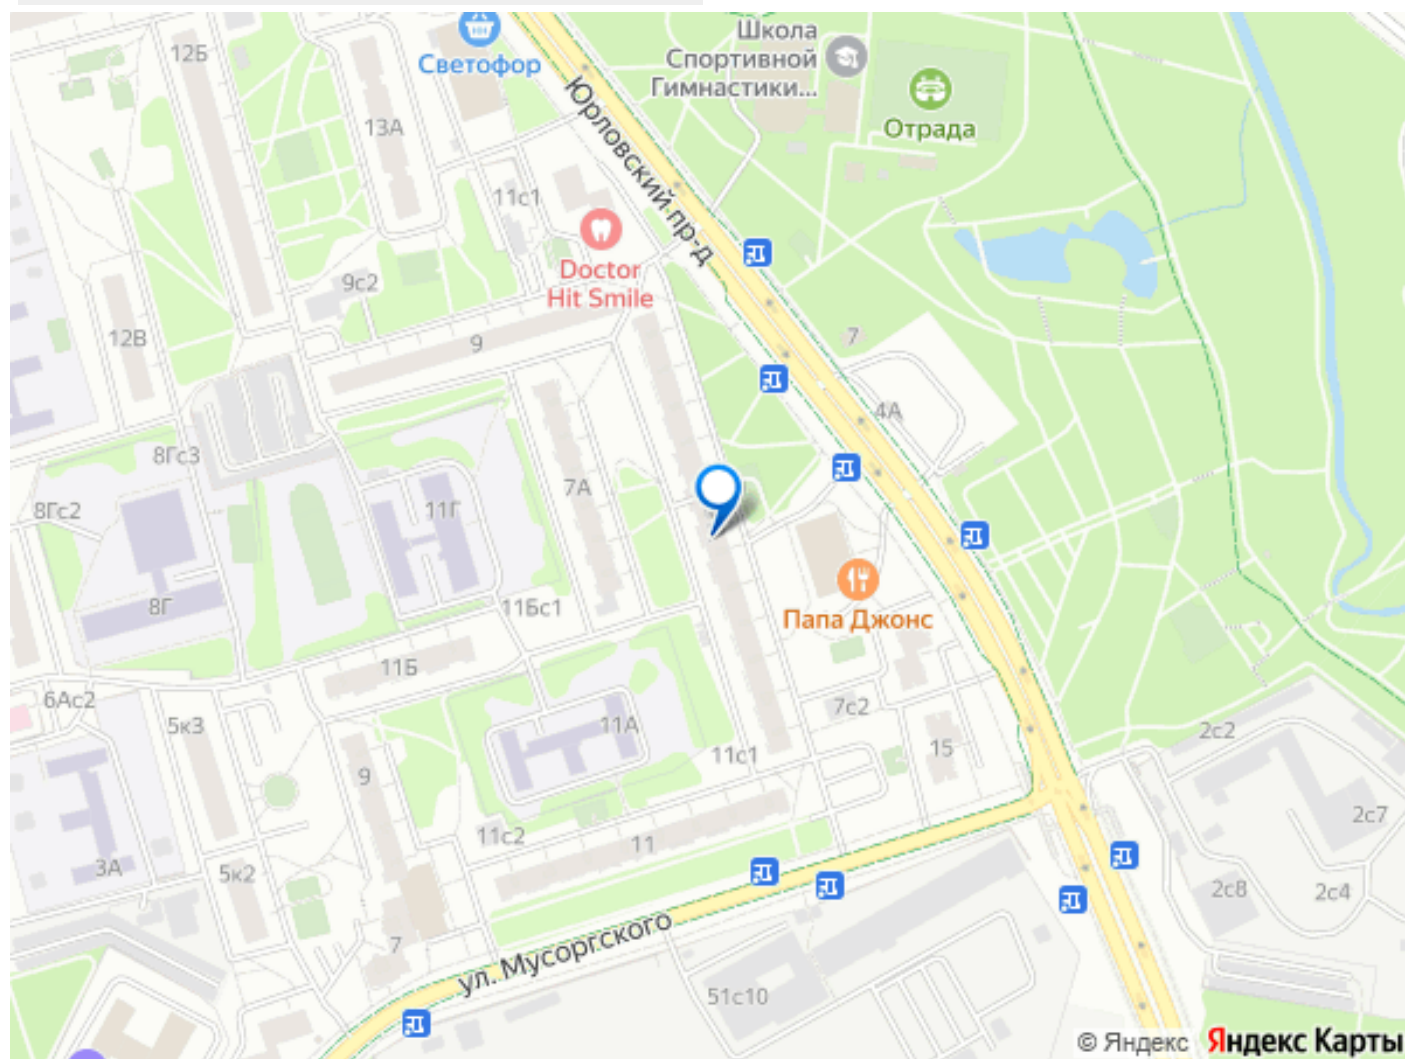 12Б
Светофор
Школа
Спортивной
Гимнастики...
Отрада
13А
Юрловский пр-д
11с1
Doctor
Hit Smile
9с2
12В
9
7
4А
8Гс3
8Гс2
11Г
7А
8Г
11Бс1
Папа Джонс
11Б
6Ас2
5к3
11А
7с2
11с1
15
2с2
9
2с7
11с2
11
3А
5к2
2с8
2с4
7
ул. Мусоргского
51с10
© Яндекс
Яндекс Карты